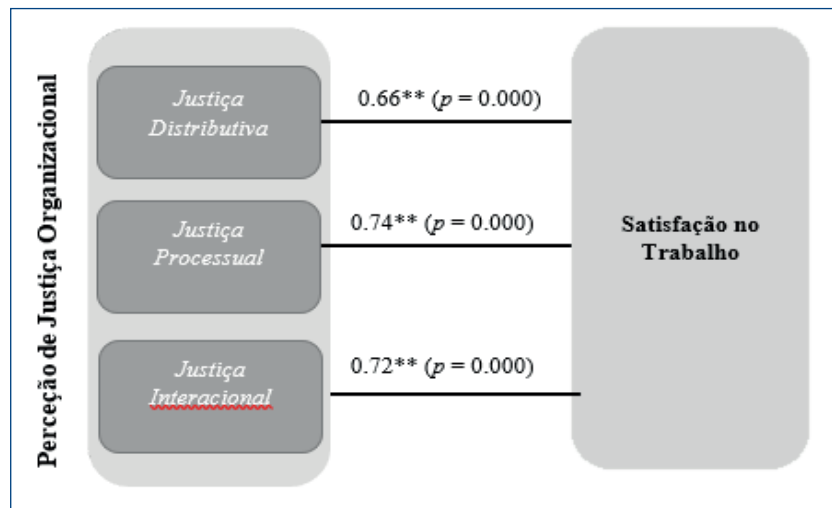 Perceção de Justiça Organizacional
Justiça
Distributiva
0.66** (p = 0.000)
Justiça
Processual
0.74** (p = 0.000)
Justiça
Interacional
0.72** (p = 0.000)
Satisfação no
Trabalho